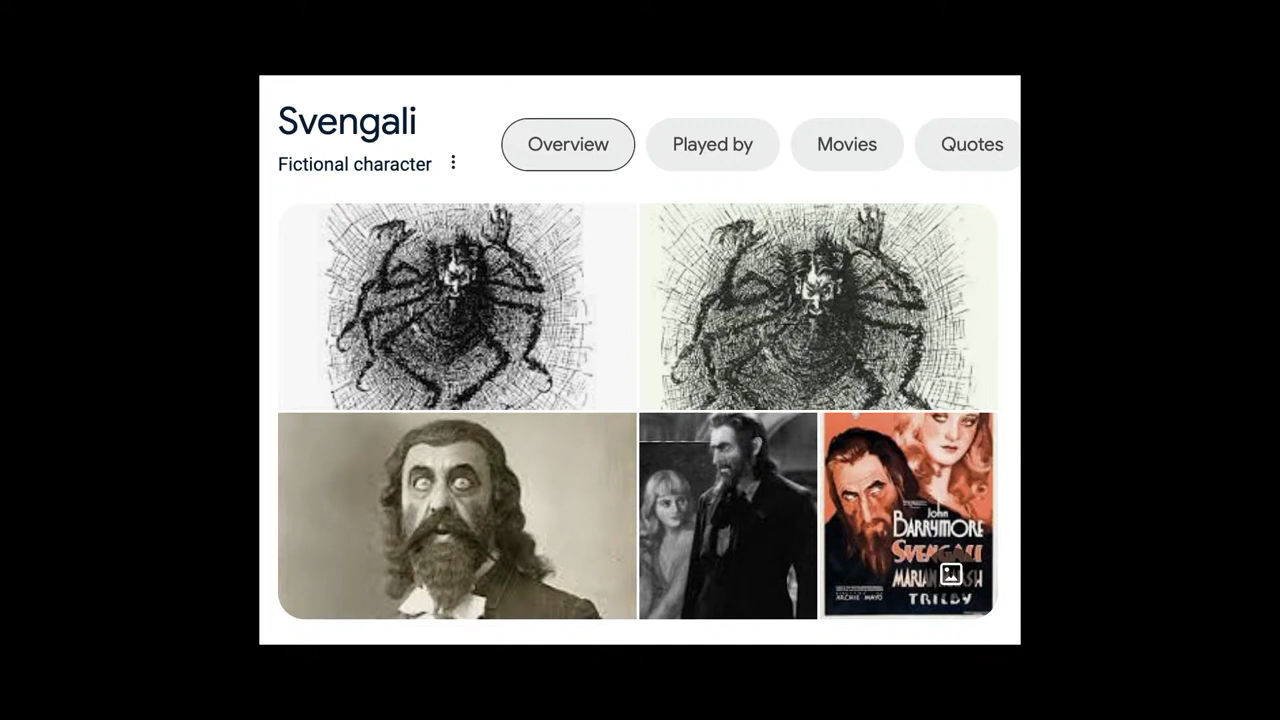 Svengali
Fictional character
Overview
Played by
Movies
Quotes
John
BARRYMORE
SVENGALI
MARIAN
ARCHIE MAYO
TRILBY